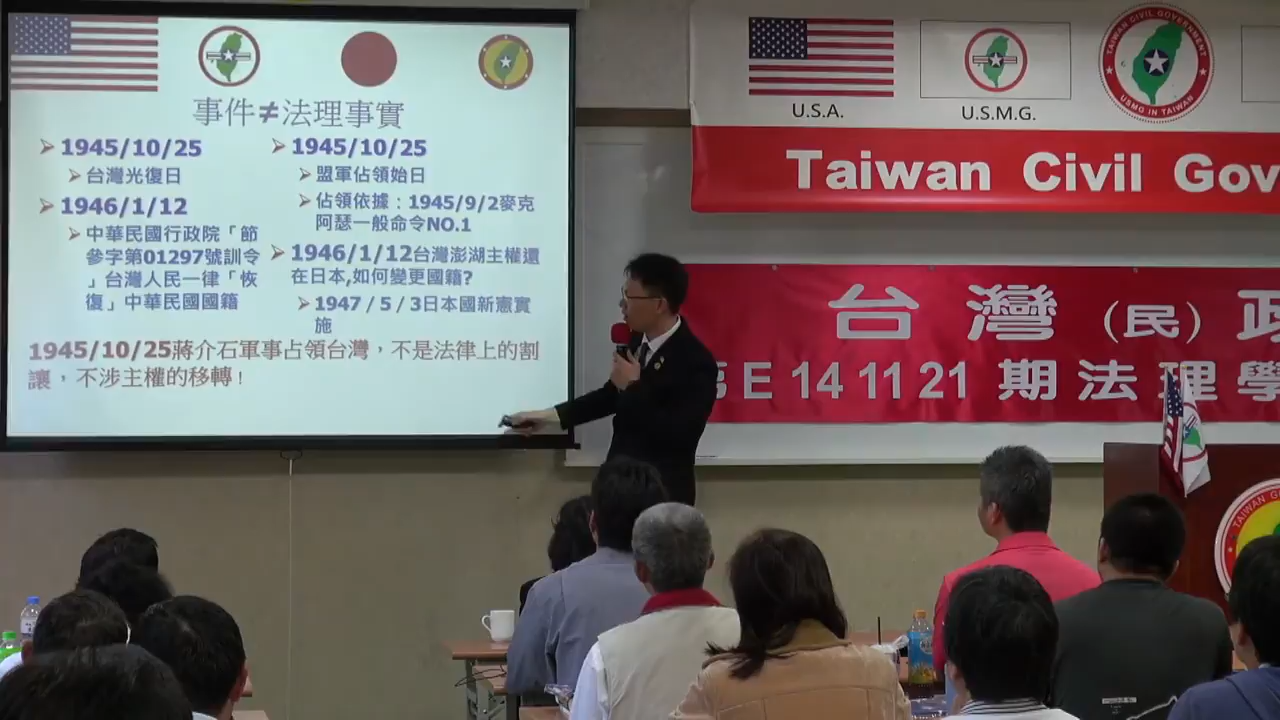 事件≠法理事實
1945/10/25
台灣光復日
1946/1/12
中華民國行政院「節
參字第01297號訓令
」台灣人民一律「恢
復」中華民國國籍
1945/10/25
盟軍佔領始日
佔領依據：1945/9/2麥克
阿瑟一般命令NO.1
1946/1/12台灣澎湖主權還
在日本,如何變更國籍?
1947 / 5 / 3日本國新憲實
施
1945/10/25蔣介石軍事占領台灣，不是法律上的割
讓，不涉主權的移轉!
U.S.A.
U.S.M.G.
TAIWAN CIVIL GOVERNMENT
USMG IN TAIWAN
Taiwan Civil Gov
台灣（民）政
E 14 11 21 期法理學
TAIWAN